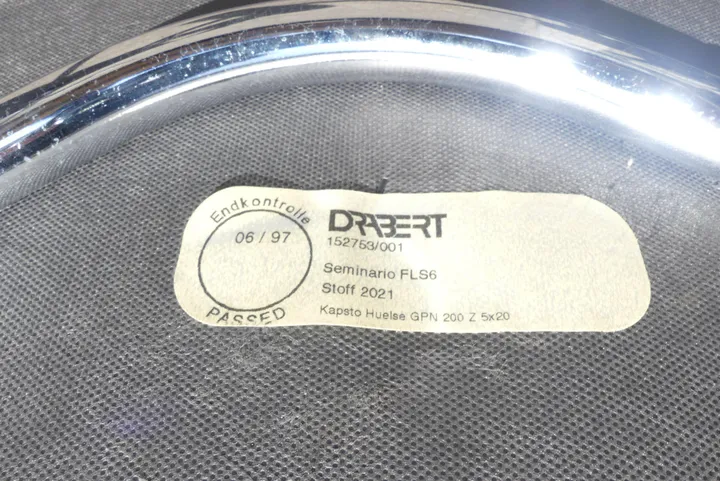 Endkontrolle
06/97
PASSED
DRABERT
152753/001
Seminario FLS6
Stoff 2021
Kapsto Huelse GPN 200 Z 5x20